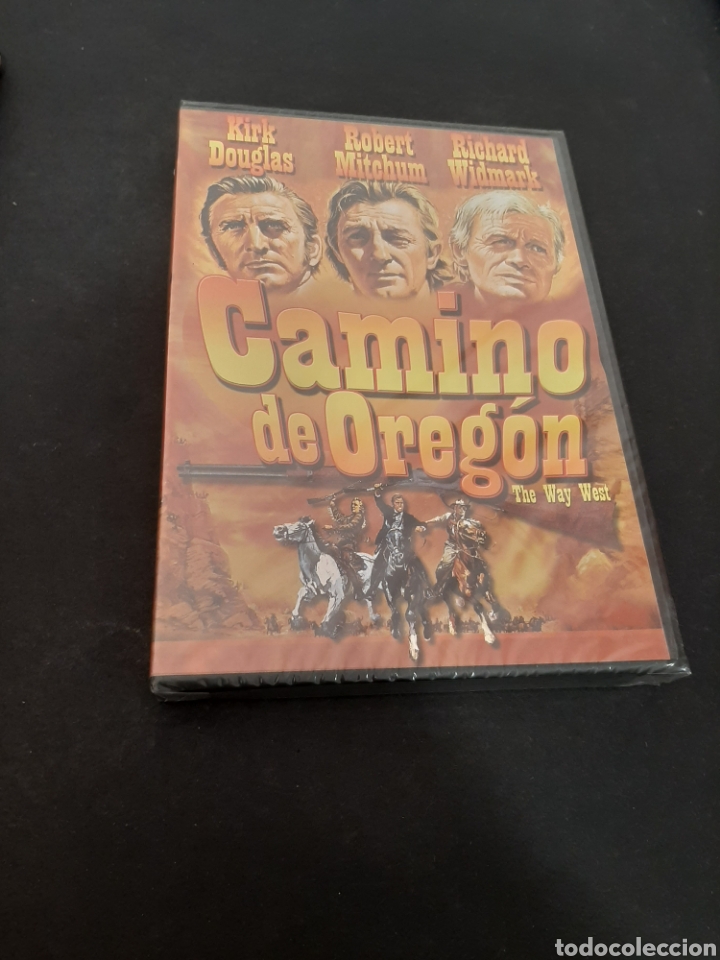 Kirk Douglas
Robert Mitchum
Richard Widmark
Camino
de Oregón
The Way West
todocoleccion